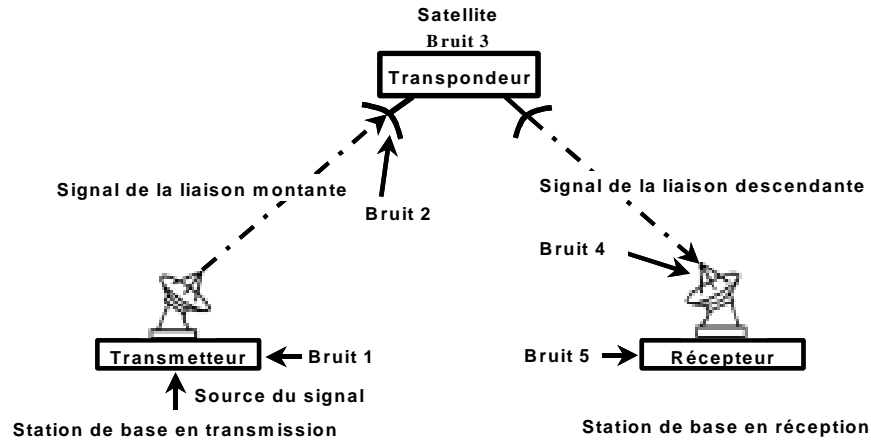 Satellite
Bruit 3
Transpondeur
Signal de la liaison montante
Signal de la liaison descendante
Bruit 2
Bruit 4
Transmetteur
Bruit 1
Bruit 5
Récepteur
Source du signal
Station de base en transmission
Station de base en réception